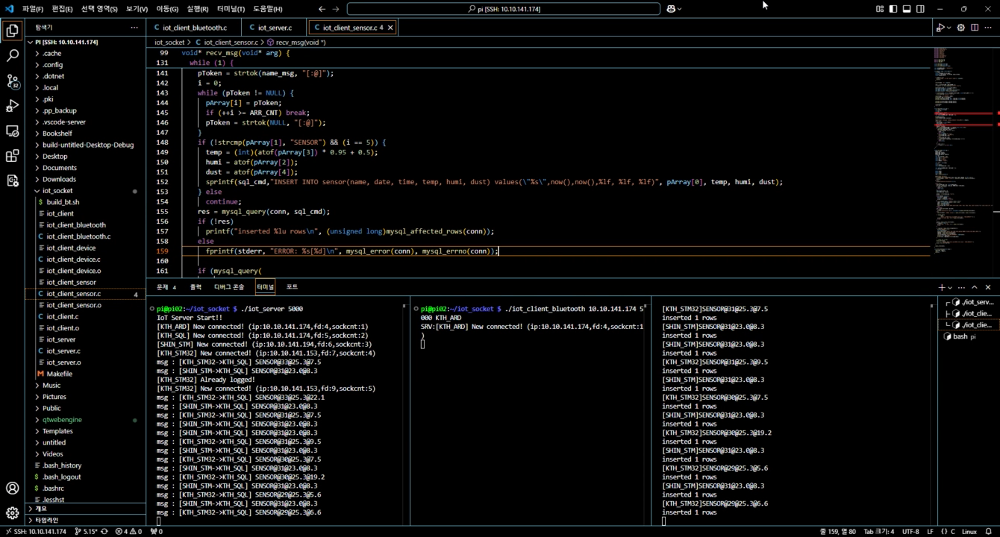 파일(F) 편집(E) 선택 영역(S) 보기(V) 이동(G) 실행(R) 터미널(T) 도움말(H)
pi [SSH: 10.10.141.174]
탐색기
PI [SSH: 10.10.141.174]
.cache
.config
.dotnet
.local
.pki
.pp_backup
.vscode-server
Bookshelf
build-untitled-Desktop-Debug
Desktop
Documents
Downloads
iot_socket
$ build_bt.sh
iot_client
iot_client_bluetooth
C iot_client_bluetooth.c
iot_client_device
C iot_client_device.c
iot_client_device.o
iot_client_sensor
C iot_client_sensor.c 4
iot_client_sensor.o
C iot_client.c
iot_client.o
iot_server
C iot_server.c
iot_server.o
M Makefile
Music
Pictures
Public
qtwebengine
Templates
untitled
Videos
.bash_history
$ .bash_logout
$ .bashrc
.lesshst
개요
타임라인
32
C iot_client_bluetooth.c
C iot_server.c
C iot_client_sensor.c 4
iot_socket > C iot_client_sensor.c > recv_msg(void *)
99 void* recv_msg(void* arg) {
131 while (1) {
141 pToken = strtok(name_msg, "[:@]");
142 i = 0;
143 while (pToken != NULL) {
144 pArray[i] = pToken;
145 if (++i >= ARR_CNT) break;
146 pToken = strtok(NULL, "[:@]");
147 }
148 if (!strcmp(pArray[1], "SENSOR") && (i == 5)) {
149 temp = (int)(atof(pArray[3]) * 0.95 + 0.5);
150 humi = atof(pArray[2]);
151 dust = atof(pArray[4]);
152 sprintf(sql_cmd,"INSERT INTO sensor(name, date, time, temp, humi, dust) values(\"%s\",now(),now(),%lf, %lf, %lf)", pArray[0], temp, humi, dust);
153 } else
154 continue;
155 res = mysql_query(conn, sql_cmd);
156 if (!res)
157 printf("inserted %lu rows\n", (unsigned long)mysql_affected_rows(conn));
158 else
159 fprintf(stderr, "ERROR: %s[%d]\n", mysql_error(conn), mysql_errno(conn));
160
161 if (mysql_query(
문제 4 출력 디버그 콘솔 터미널 포트
pi@pi02:~/iot_socket $ ./iot_server 5000
IoT Server Start!!
[KTH_ARD] New connected! (ip:10.10.141.174,fd:4,sockcnt:1)
[KTH_SQL] New connected! (ip:10.10.141.174,fd:5,sockcnt:2)
[SHIN_STM] New connected! (ip:10.10.141.194,fd:6,sockcnt:3)
[KTH_STM32] New connected! (ip:10.10.141.153,fd:7,sockcnt:4)
msg : [KTH_STM32->KTH_SQL] SENSOR@33@25.3@7.5
msg : [SHIN_STM->KTH_SQL] SENSOR@31@23.0@8.3
[KTH_STM32] Already logged!
[KTH_STM32] New connected! (ip:10.10.141.153,fd:9,sockcnt:5)
msg : [KTH_STM32->KTH_SQL] SENSOR@33@25.3@22.1
msg : [SHIN_STM->KTH_SQL] SENSOR@31@23.0@8.3
msg : [KTH_STM32->KTH_SQL] SENSOR@31@25.3@7.5
msg : [SHIN_STM->KTH_SQL] SENSOR@31@23.0@8.3
msg : [SHIN_STM->KTH_SQL] SENSOR@31@23.0@8.3
msg : [KTH_STM32->KTH_SQL] SENSOR@31@25.3@9.5
msg : [SHIN_STM->KTH_SQL] SENSOR@31@23.0@8.3
msg : [KTH_STM32->KTH_SQL] SENSOR@30@25.3@7.5
msg : [SHIN_STM->KTH_SQL] SENSOR@31@23.0@8.3
msg : [KTH_STM32->KTH_SQL] SENSOR@30@25.3@19.2
msg : [SHIN_STM->KTH_SQL] SENSOR@31@23.0@8.3
msg : [KTH_STM32->KTH_SQL] SENSOR@29@25.3@5.6
msg : [SHIN_STM->KTH_SQL] SENSOR@31@23.0@8.3
msg : [KTH_STM32->KTH_SQL] SENSOR@29@25.3@6.6
pi@pi02:~/iot_socket $ ./iot_client_bluetooth 10.10.141.174 5
000 KTH_ARD
SRV:[KTH_ARD] New connected! (ip:10.10.141.174,fd:4,sockcnt:1
)
[KTH_STM32]SENSOR@31@25.3@7.5
inserted 1 rows
[SHIN_STM]SENSOR@31@23.0@8.3
inserted 1 rows
[SHIN_STM]SENSOR@31@23.0@8.3
inserted 1 rows
[KTH_STM32]SENSOR@31@25.3@9.5
inserted 1 rows
[SHIN_STM]SENSOR@31@23.0@8.3
inserted 1 rows
[KTH_STM32]SENSOR@30@25.3@7.5
inserted 1 rows
[SHIN_STM]SENSOR@31@23.0@8.3
inserted 1 rows
[KTH_STM32]SENSOR@30@25.3@19.2
inserted 1 rows
[SHIN_STM]SENSOR@31@23.0@8.3
inserted 1 rows
[KTH_STM32]SENSOR@29@25.3@5.6
inserted 1 rows
[SHIN_STM]SENSOR@31@23.0@8.3
inserted 1 rows
[KTH_STM32]SENSOR@29@25.3@6.6
inserted 1 rows
./iot_serv...
./iot_clie...
./iot_clie...
bash pi
SSH: 10.10.141.174 5.15* 4 0 0
줄 159, 열 80 Tab 크기: 4 UTF-8 LF {} C Linux